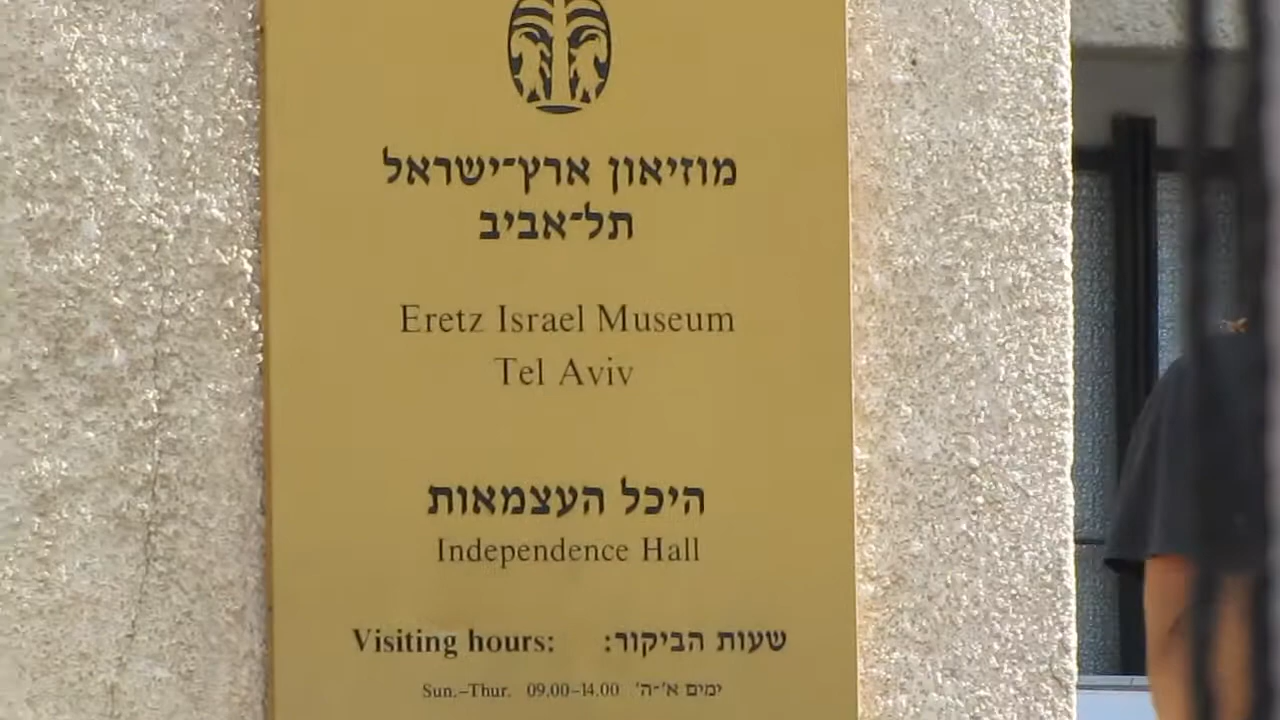 מוזיאון ארץ־ישראל
תל־אביב
Eretz Israel Museum
Tel Aviv
היכל העצמאות
Independence Hall
Visiting hours: שעות הביקור:
Sun.–Thur. 09.00–14.00 ימים א׳־ה׳